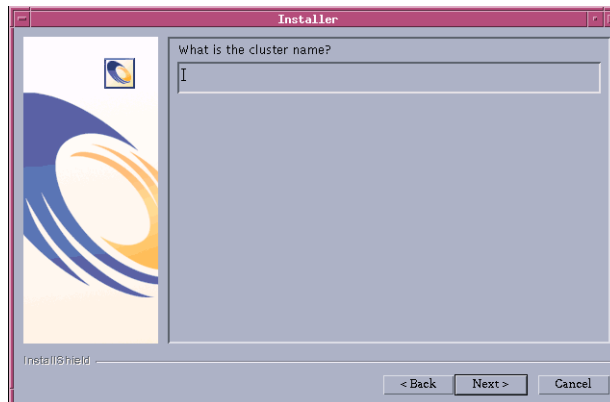 Installer
What is the cluster name?
InstallShield
< Back
Next >
Cancel